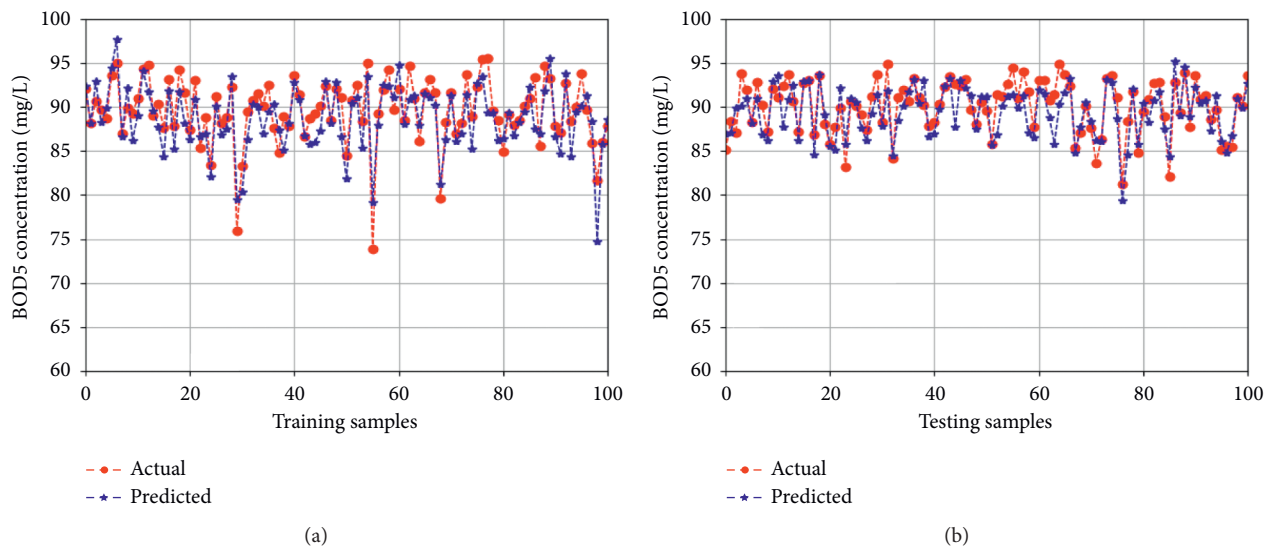 100
95
90
85
80
75
70
65
60
BOD5 concentration (mg/L)
0 20 40 60 80 100
Training samples
Actual
Predicted
(a)
100
95
90
85
80
75
70
65
60
BOD5 concentration (mg/L)
0 20 40 60 80 100
Testing samples
Actual
Predicted
(b)